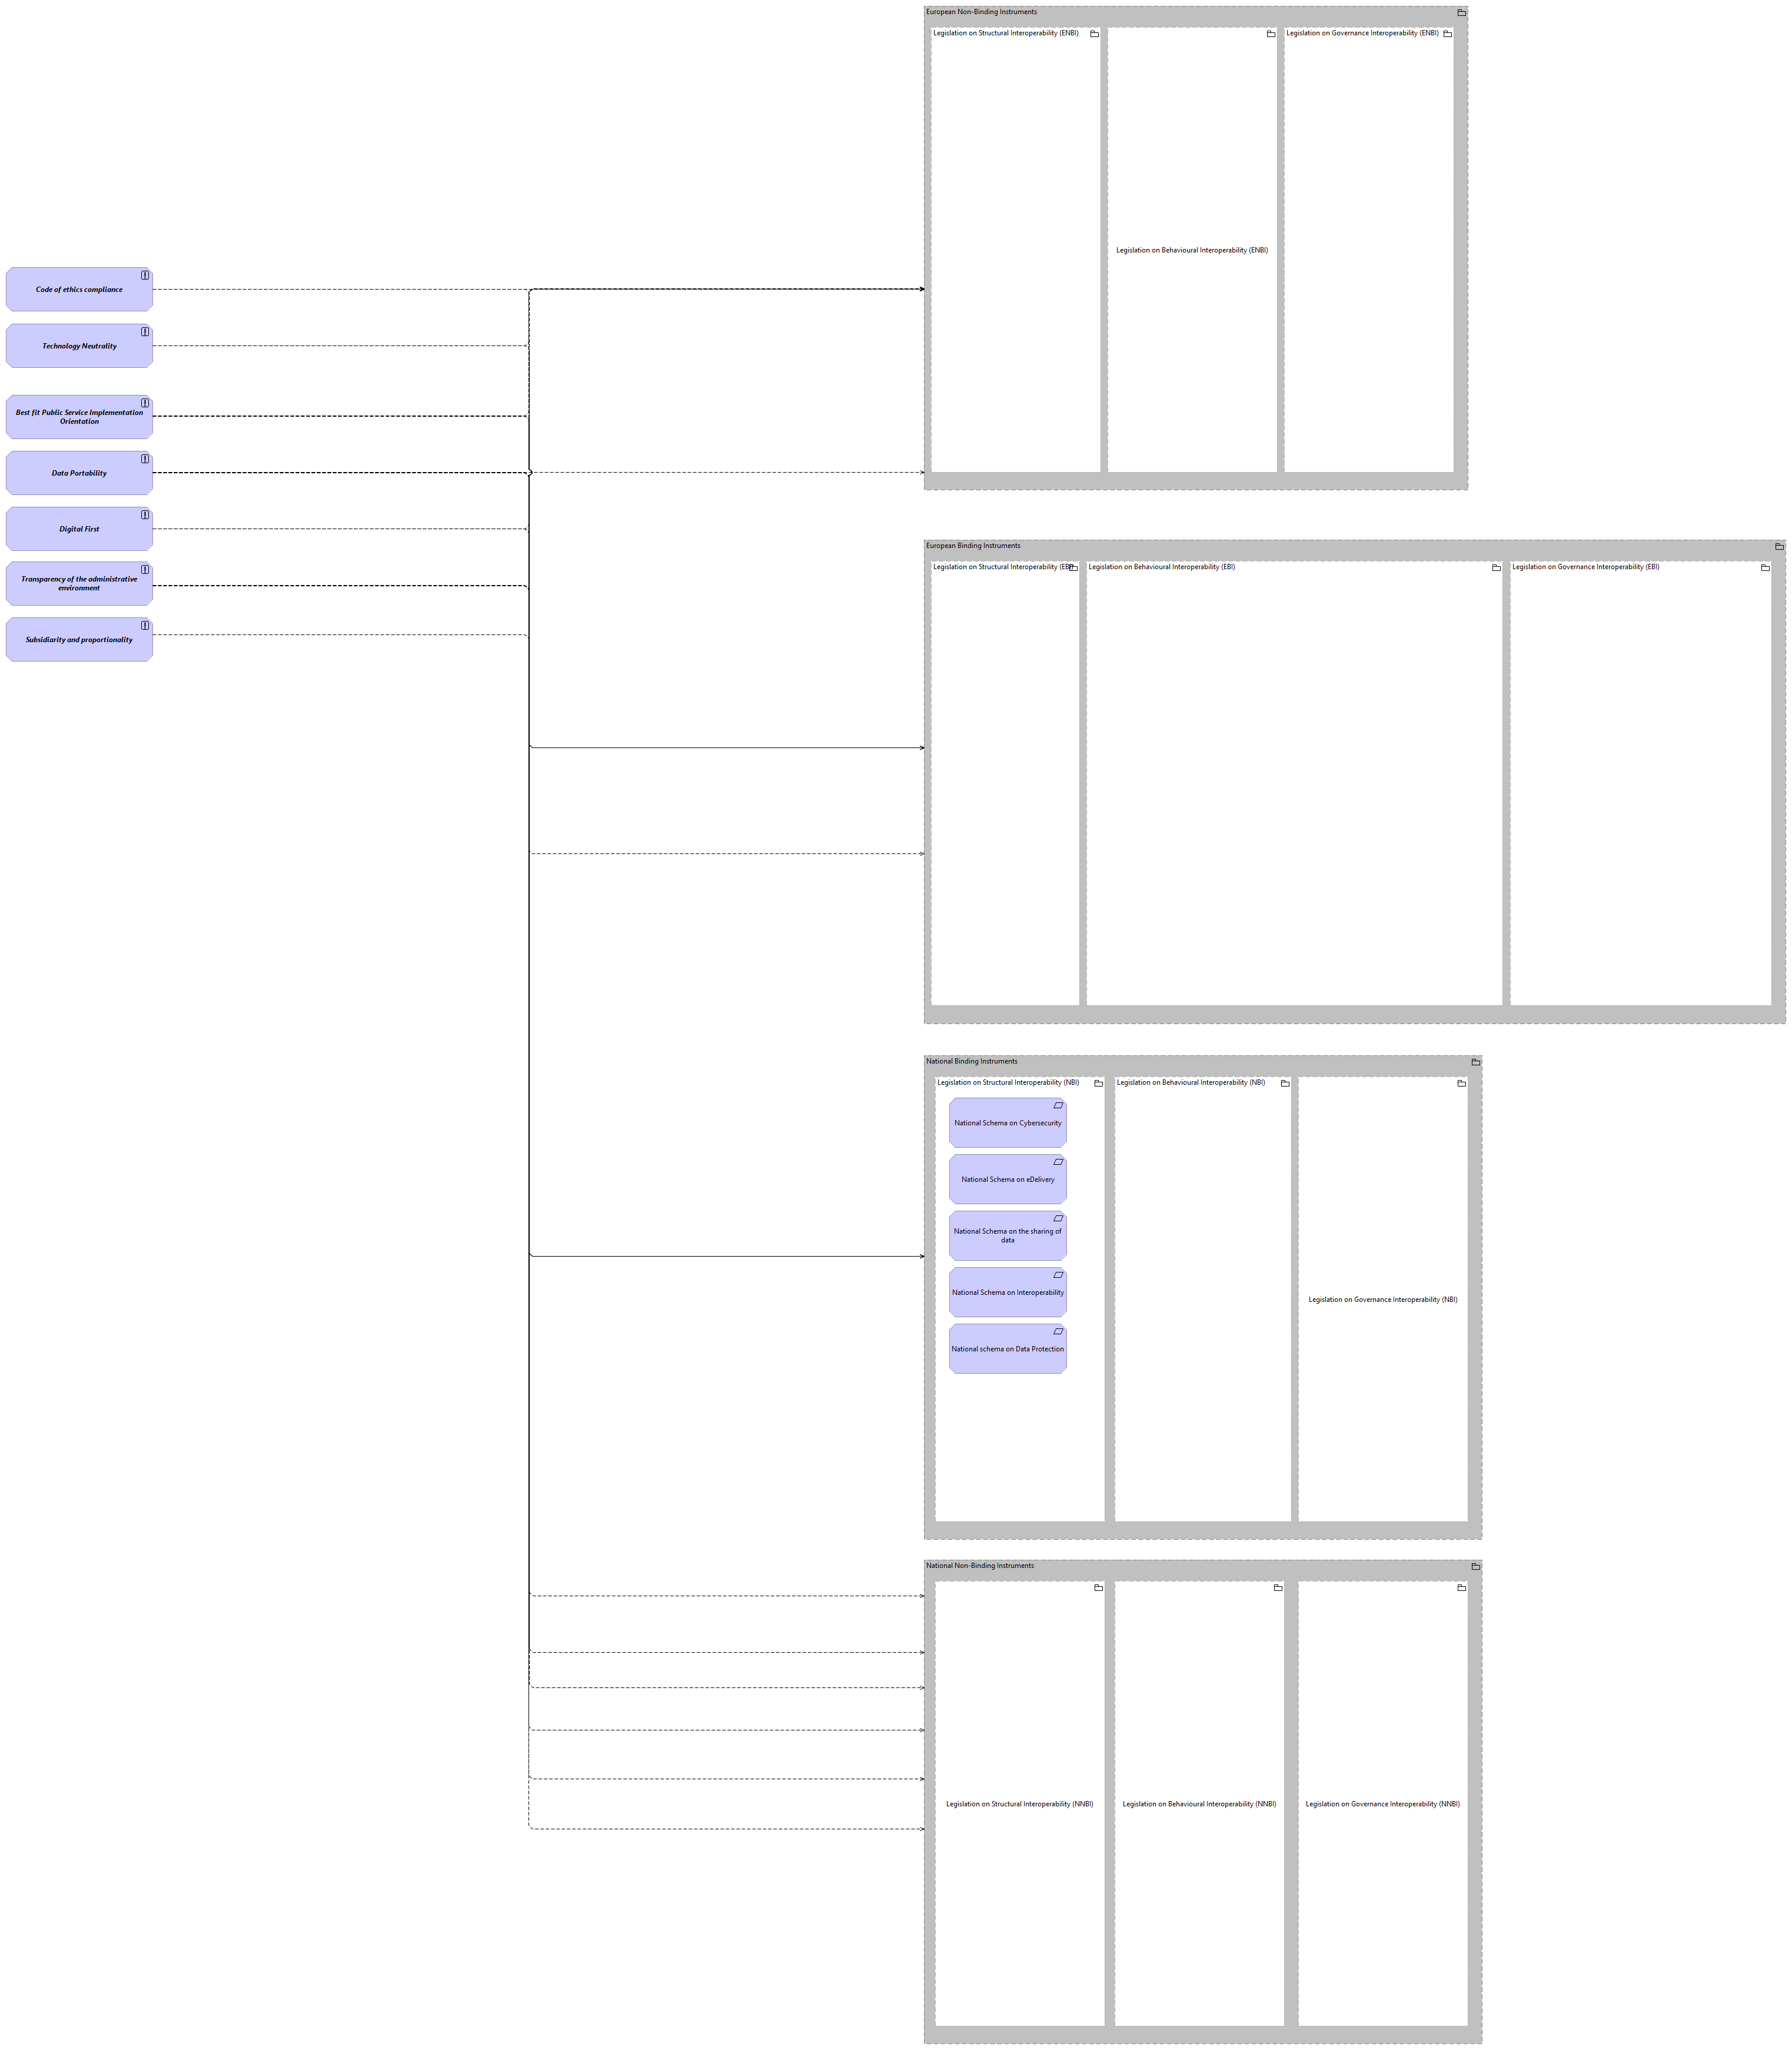 European Non-Binding Instruments
Legislation on Structural Interoperability (ENBI)
Legislation on Governance Interoperability (ENBI)
Legislation on Behavioural Interoperability (ENBI)
Code of ethics compliance
Technology Neutrality
Best fit Public Service Implementation
Orientation
Data Portability
Digital First
Transparency of the administrative
environment
Subsidiarity and proportionality
European Binding Instruments
Legislation on Structural Interoperability (EBI)
Legislation on Behavioural Interoperability (EBI)
Legislation on Governance Interoperability (EBI)
National Binding Instruments
Legislation on Structural Interoperability (NBI)
Legislation on Behavioural Interoperability (NBI)
National Schema on Cybersecurity
National Schema on eDelivery
National Schema on the sharing of
data
National Schema on Interoperability
National schema on Data Protection
Legislation on Governance Interoperability (NBI)
National Non-Binding Instruments
Legislation on Structural Interoperability (NNBI)
Legislation on Behavioural Interoperability (NNBI)
Legislation on Governance Interoperability (NNBI)